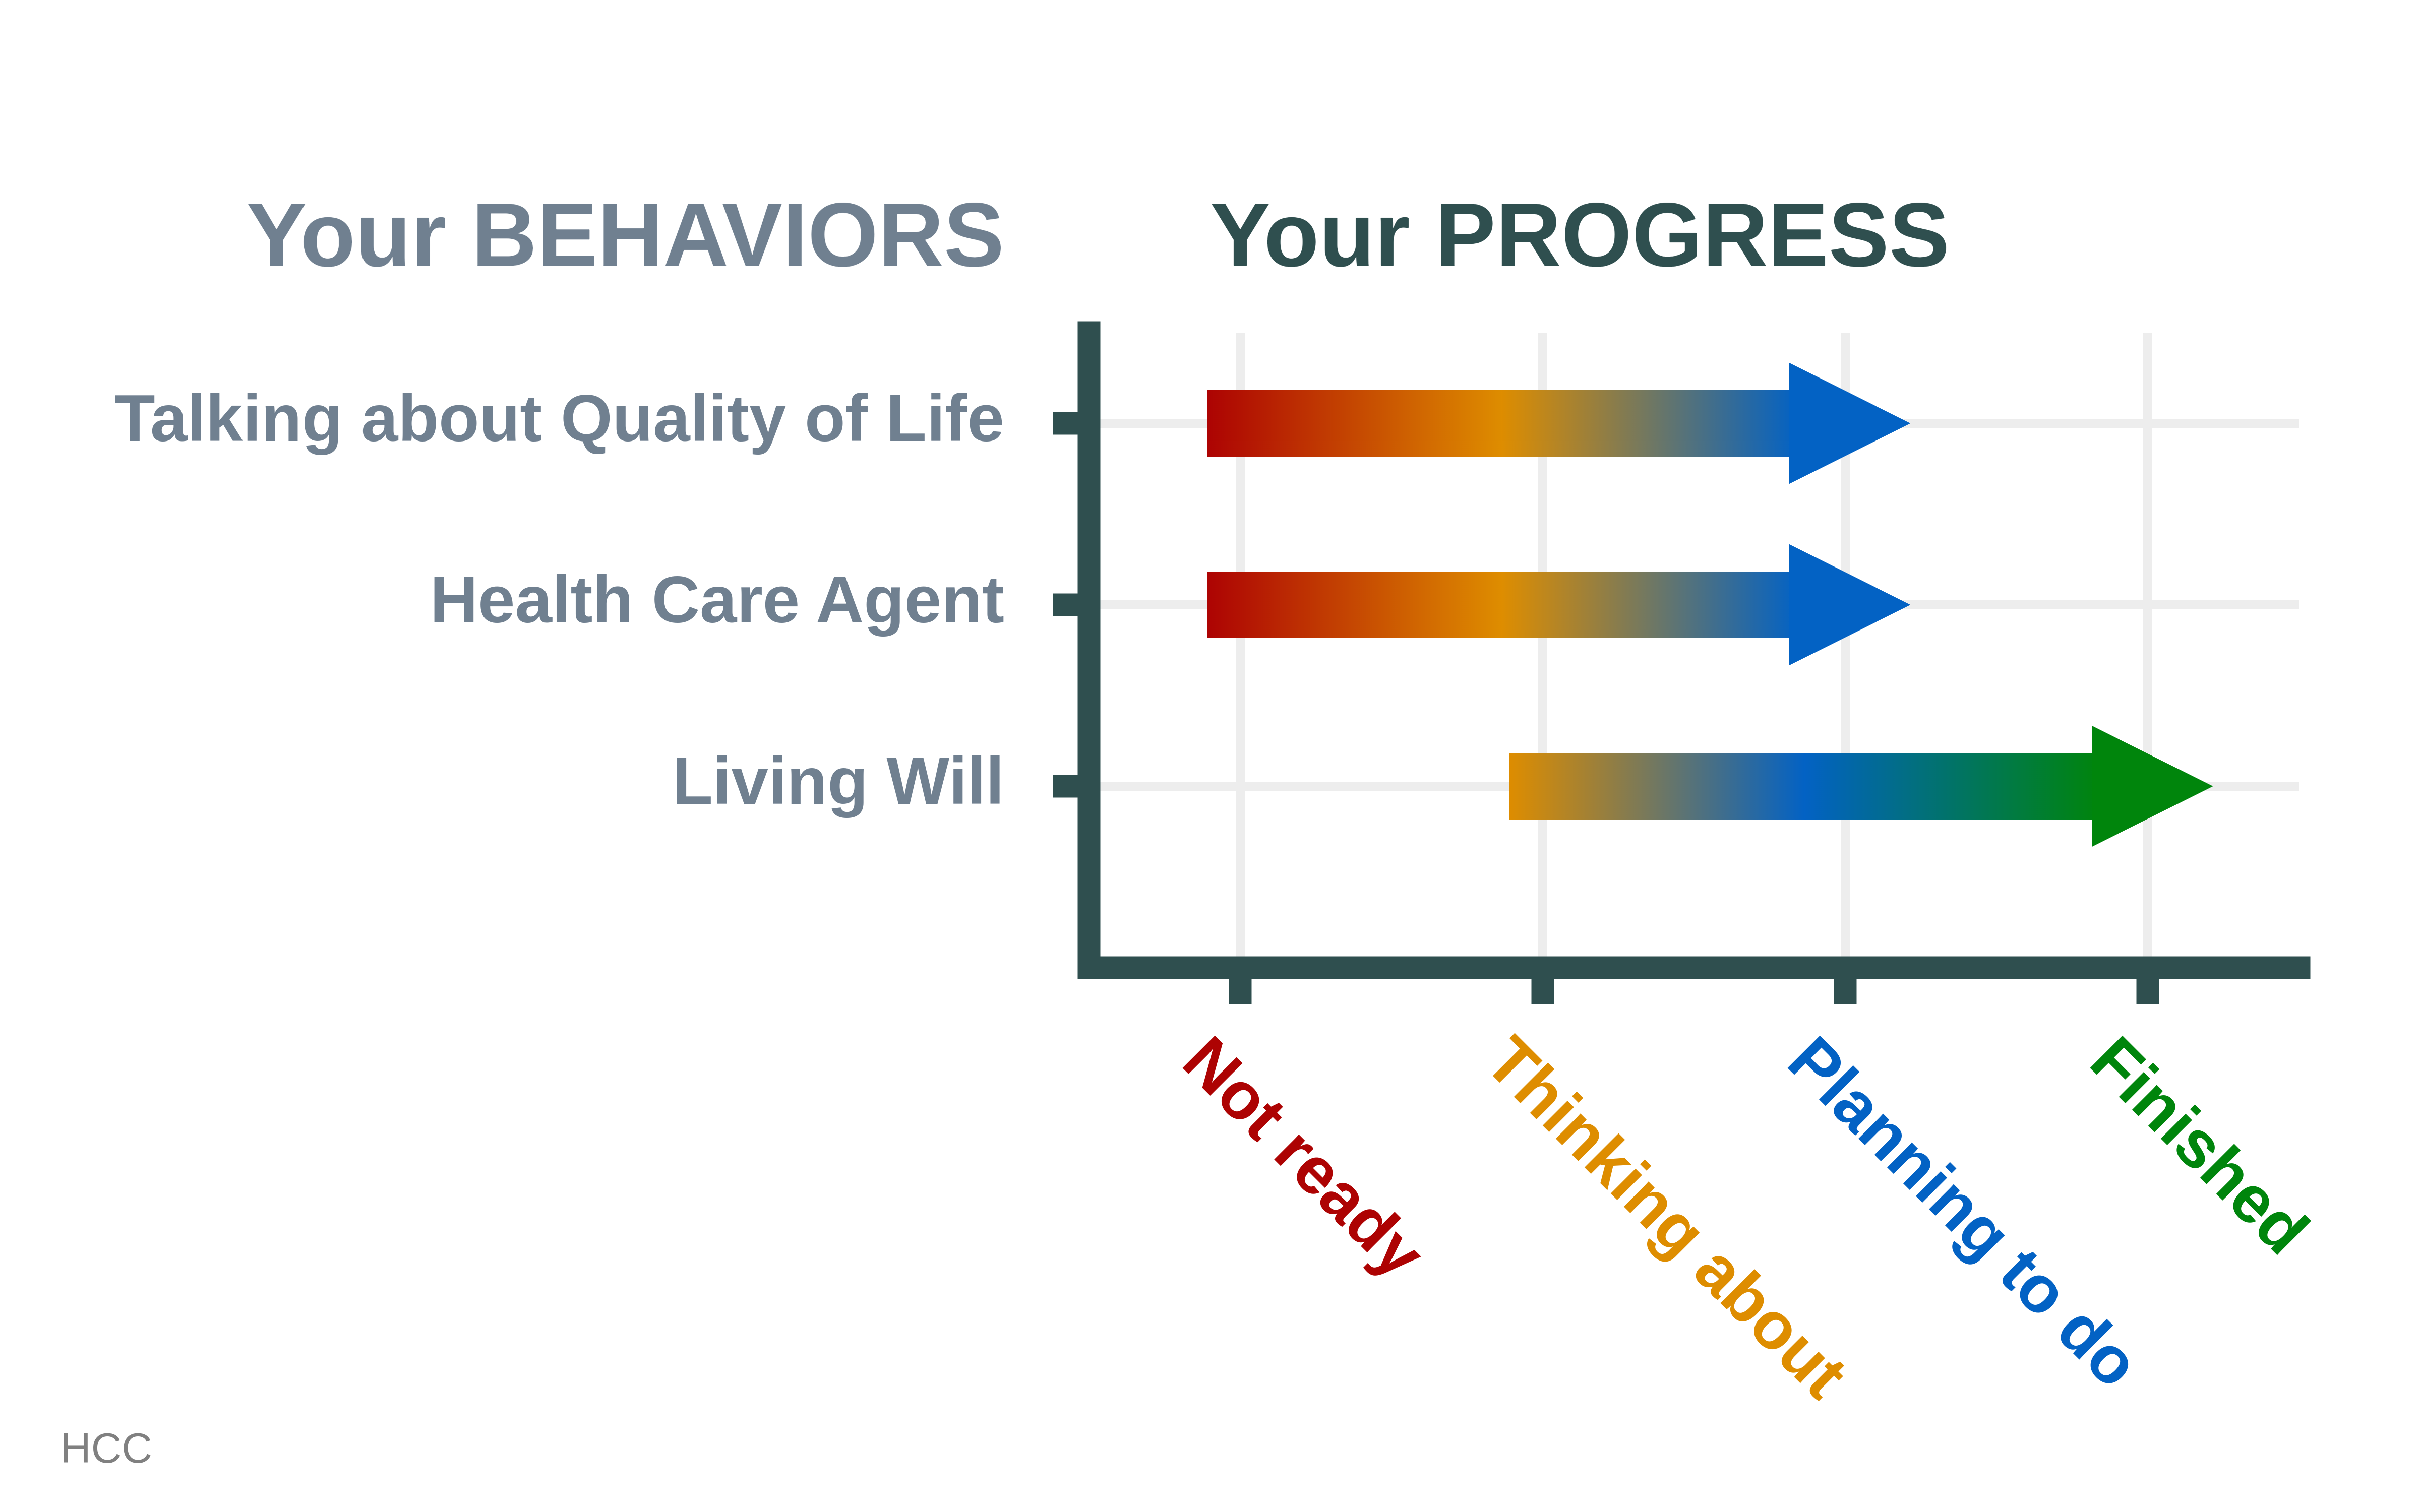 Your BEHAVIORS
Your PROGRESS
Talking about Quality of Life
Health Care Agent
Living Will
Not ready
Thinking about
Planning to do
Finished
HCC